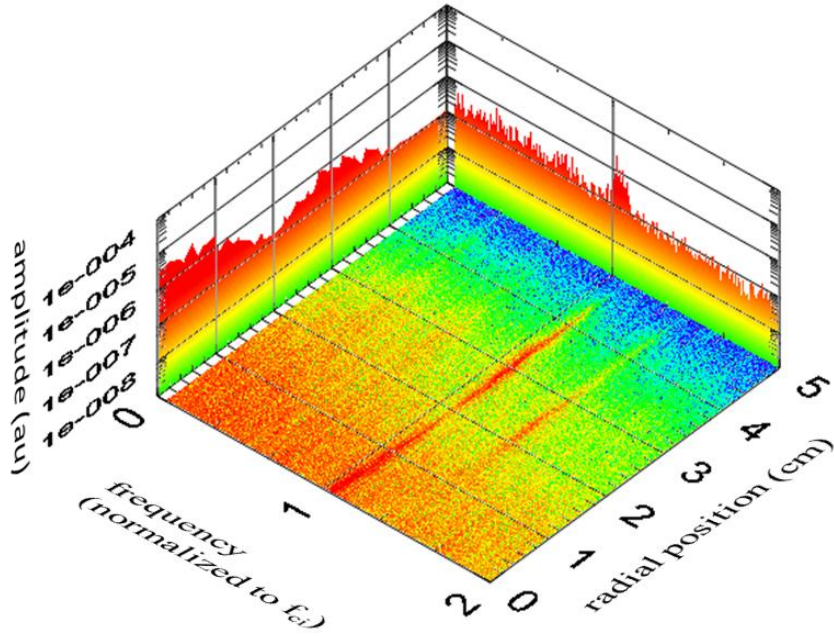 amplitude (au)
1e-004
1e-005
1e-006
1e-007
1e-008
0
1
2
frequency
(normalized to fci)
0
1
2
3
4
5
radial position (cm)